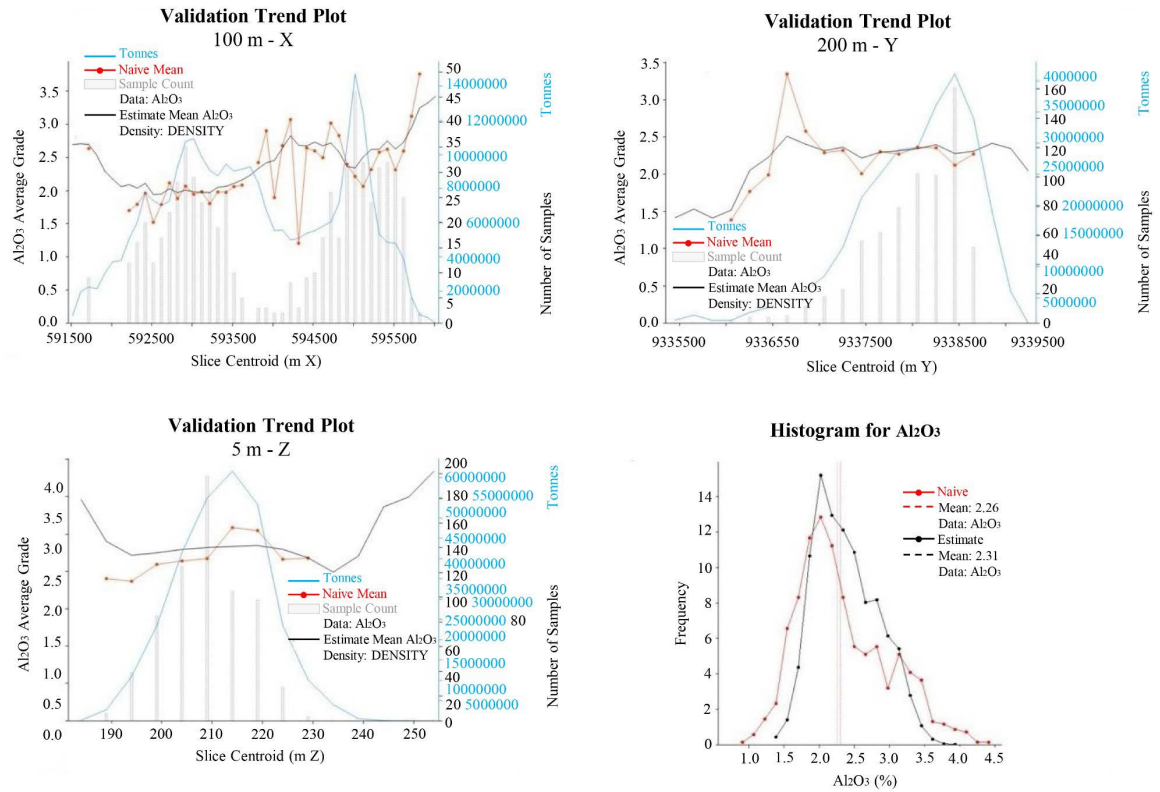 Validation Trend Plot
100 m - X
Tonnes
Naive Mean
Sample Count
Data: Al₂O₃
Estimate Mean Al₂O₃
Density: DENSITY
Al₂O₃ Average Grade
3.5
3.0
2.5
2.0
1.5
1.0
0.5
0.0
50
45
40
35
30
25
20
15
10
5
0
14000000
12000000
10000000
8000000
6000000
4000000
2000000
Tonnes
Number of Samples
591500 592500 593500 594500 595500
Slice Centroid (m X)
Validation Trend Plot
200 m - Y
Al₂O₃ Average Grade
3.5
3.0
2.5
2.0
1.5
1.0
0.5
0.0
Tonnes
Naive Mean
Sample Count
Data: Al₂O₃
Estimate Mean Al₂O₃
Density: DENSITY
4000000
160
35000000
140
30000000
120
25000000
100
80 20000000
60 15000000
40
10000000
20
5000000
0
Tonnes
Number of Samples
9335500 9336500 9337500 9338500 9339500
Slice Centroid (m Y)
Validation Trend Plot
5 m - Z
Al₂O₃ Average Grade
4.0
3.5
3.0
2.5
2.0
1.5
1.0
0.5
0.0
Tonnes
Naive Mean
Sample Count
Data: Al₂O₃
Estimate Mean Al₂O₃
Density: DENSITY
200
60000000
180 55000000
50000000
160
45000000
140
40000000
120
35000000
100 30000000
25000000 80
20000000
60
15000000
40
10000000
20 5000000
0
Tonnes
Number of Samples
190 200 210 220 230 240 250
Slice Centroid (m Z)
Histogram for Al₂O₃
Naive
Mean: 2.26
Data: Al₂O₃
Estimate
Mean: 2.31
Data: Al₂O₃
Frequency
14
12
10
8
6
4
2
0
1.0 1.5 2.0 2.5 3.0 3.5 4.0 4.5
Al₂O₃ (%)